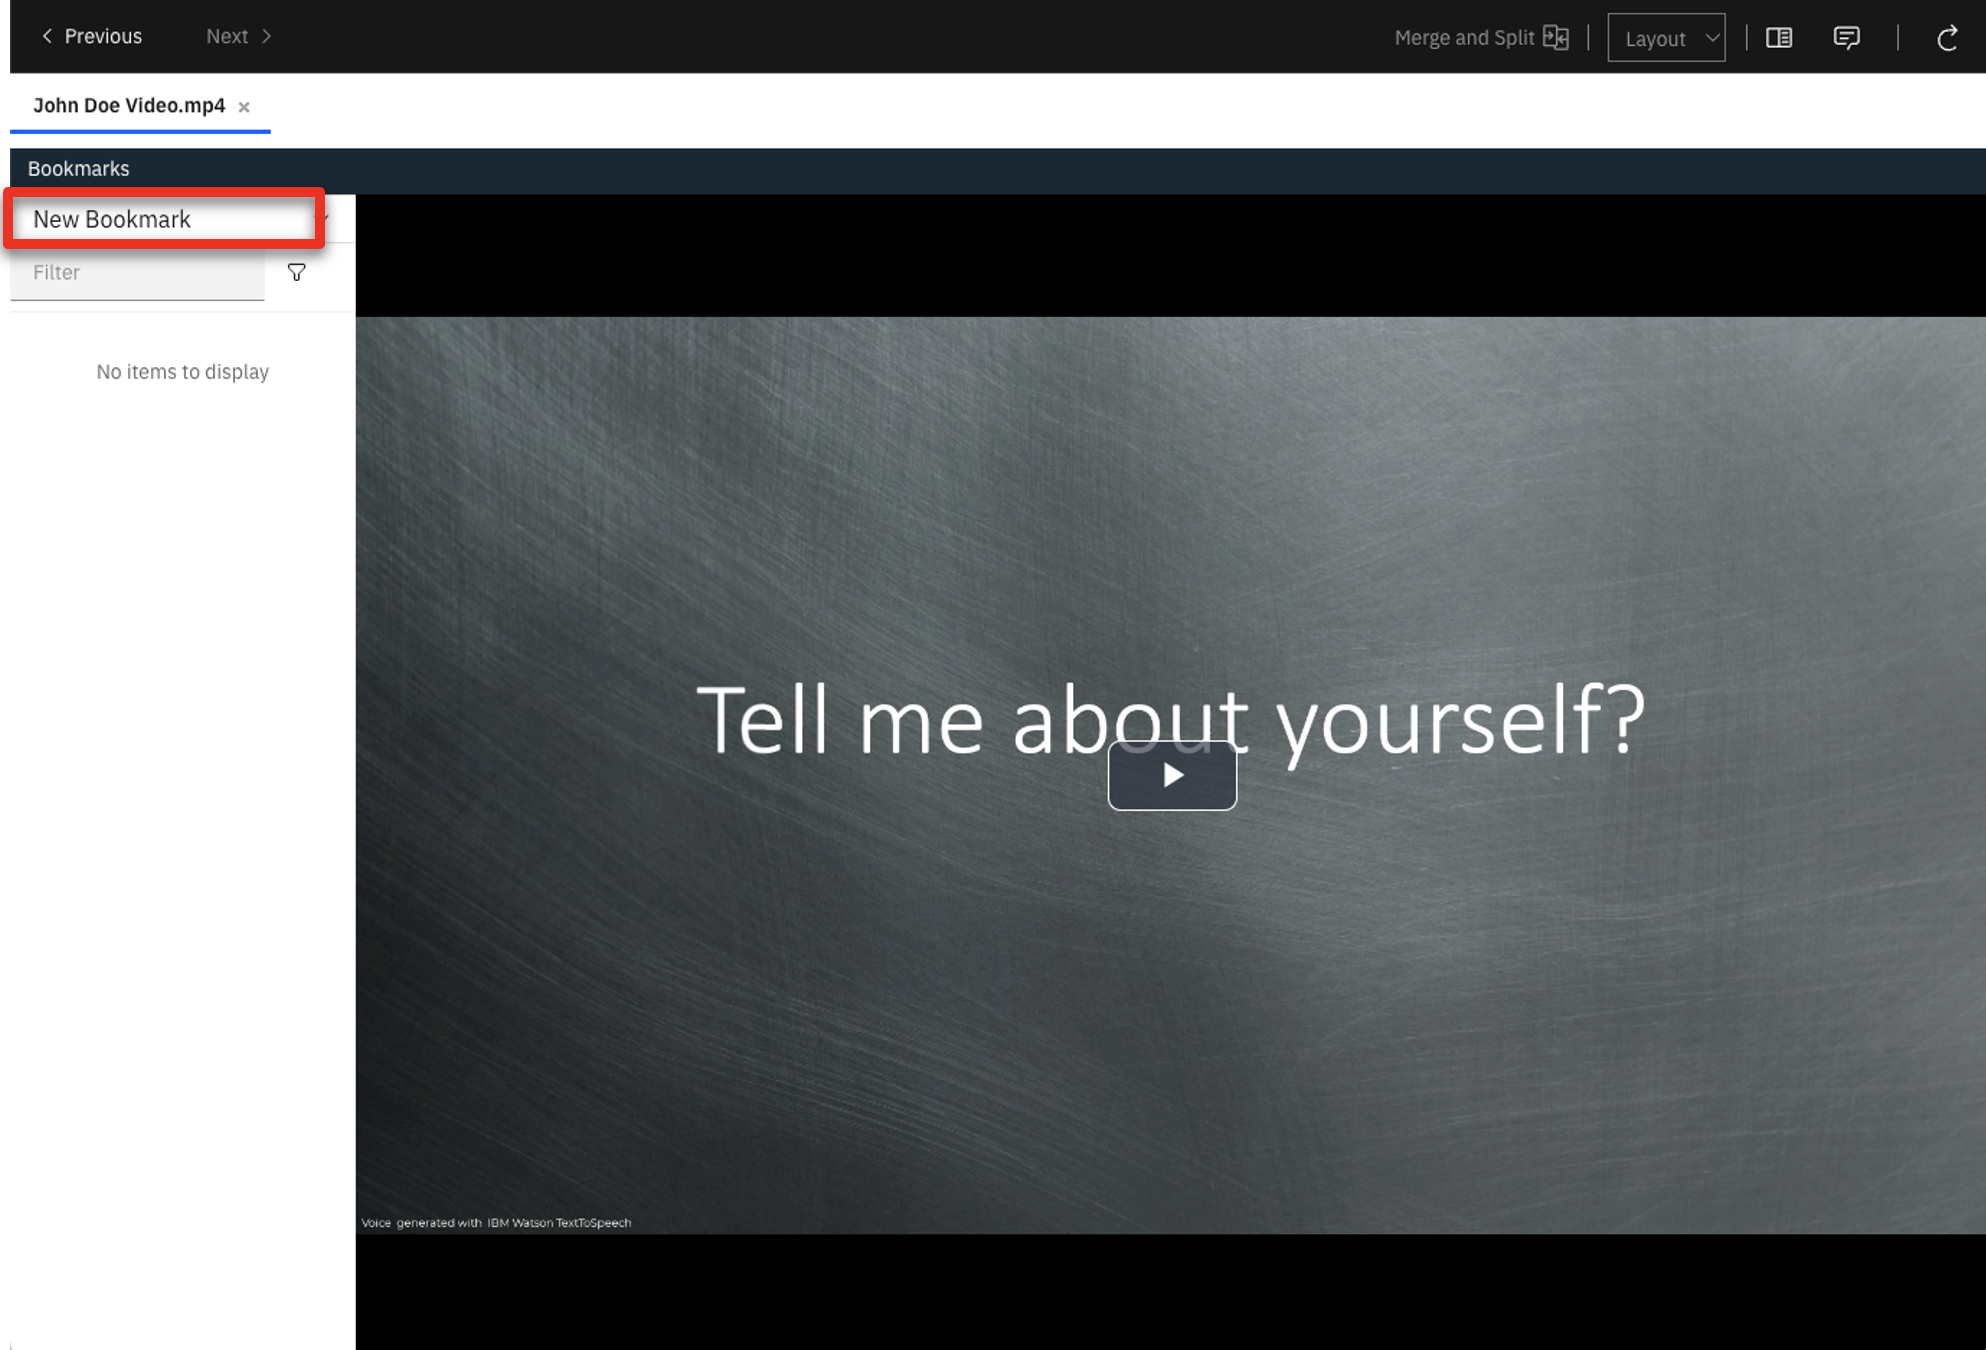 Previous Next Merge and Split Layout
John Doe Video.mp4
Bookmarks
New Bookmark
Filter
No items to display
Tell me about yourself?
Voice generated with IBM Watson TextToSpeech